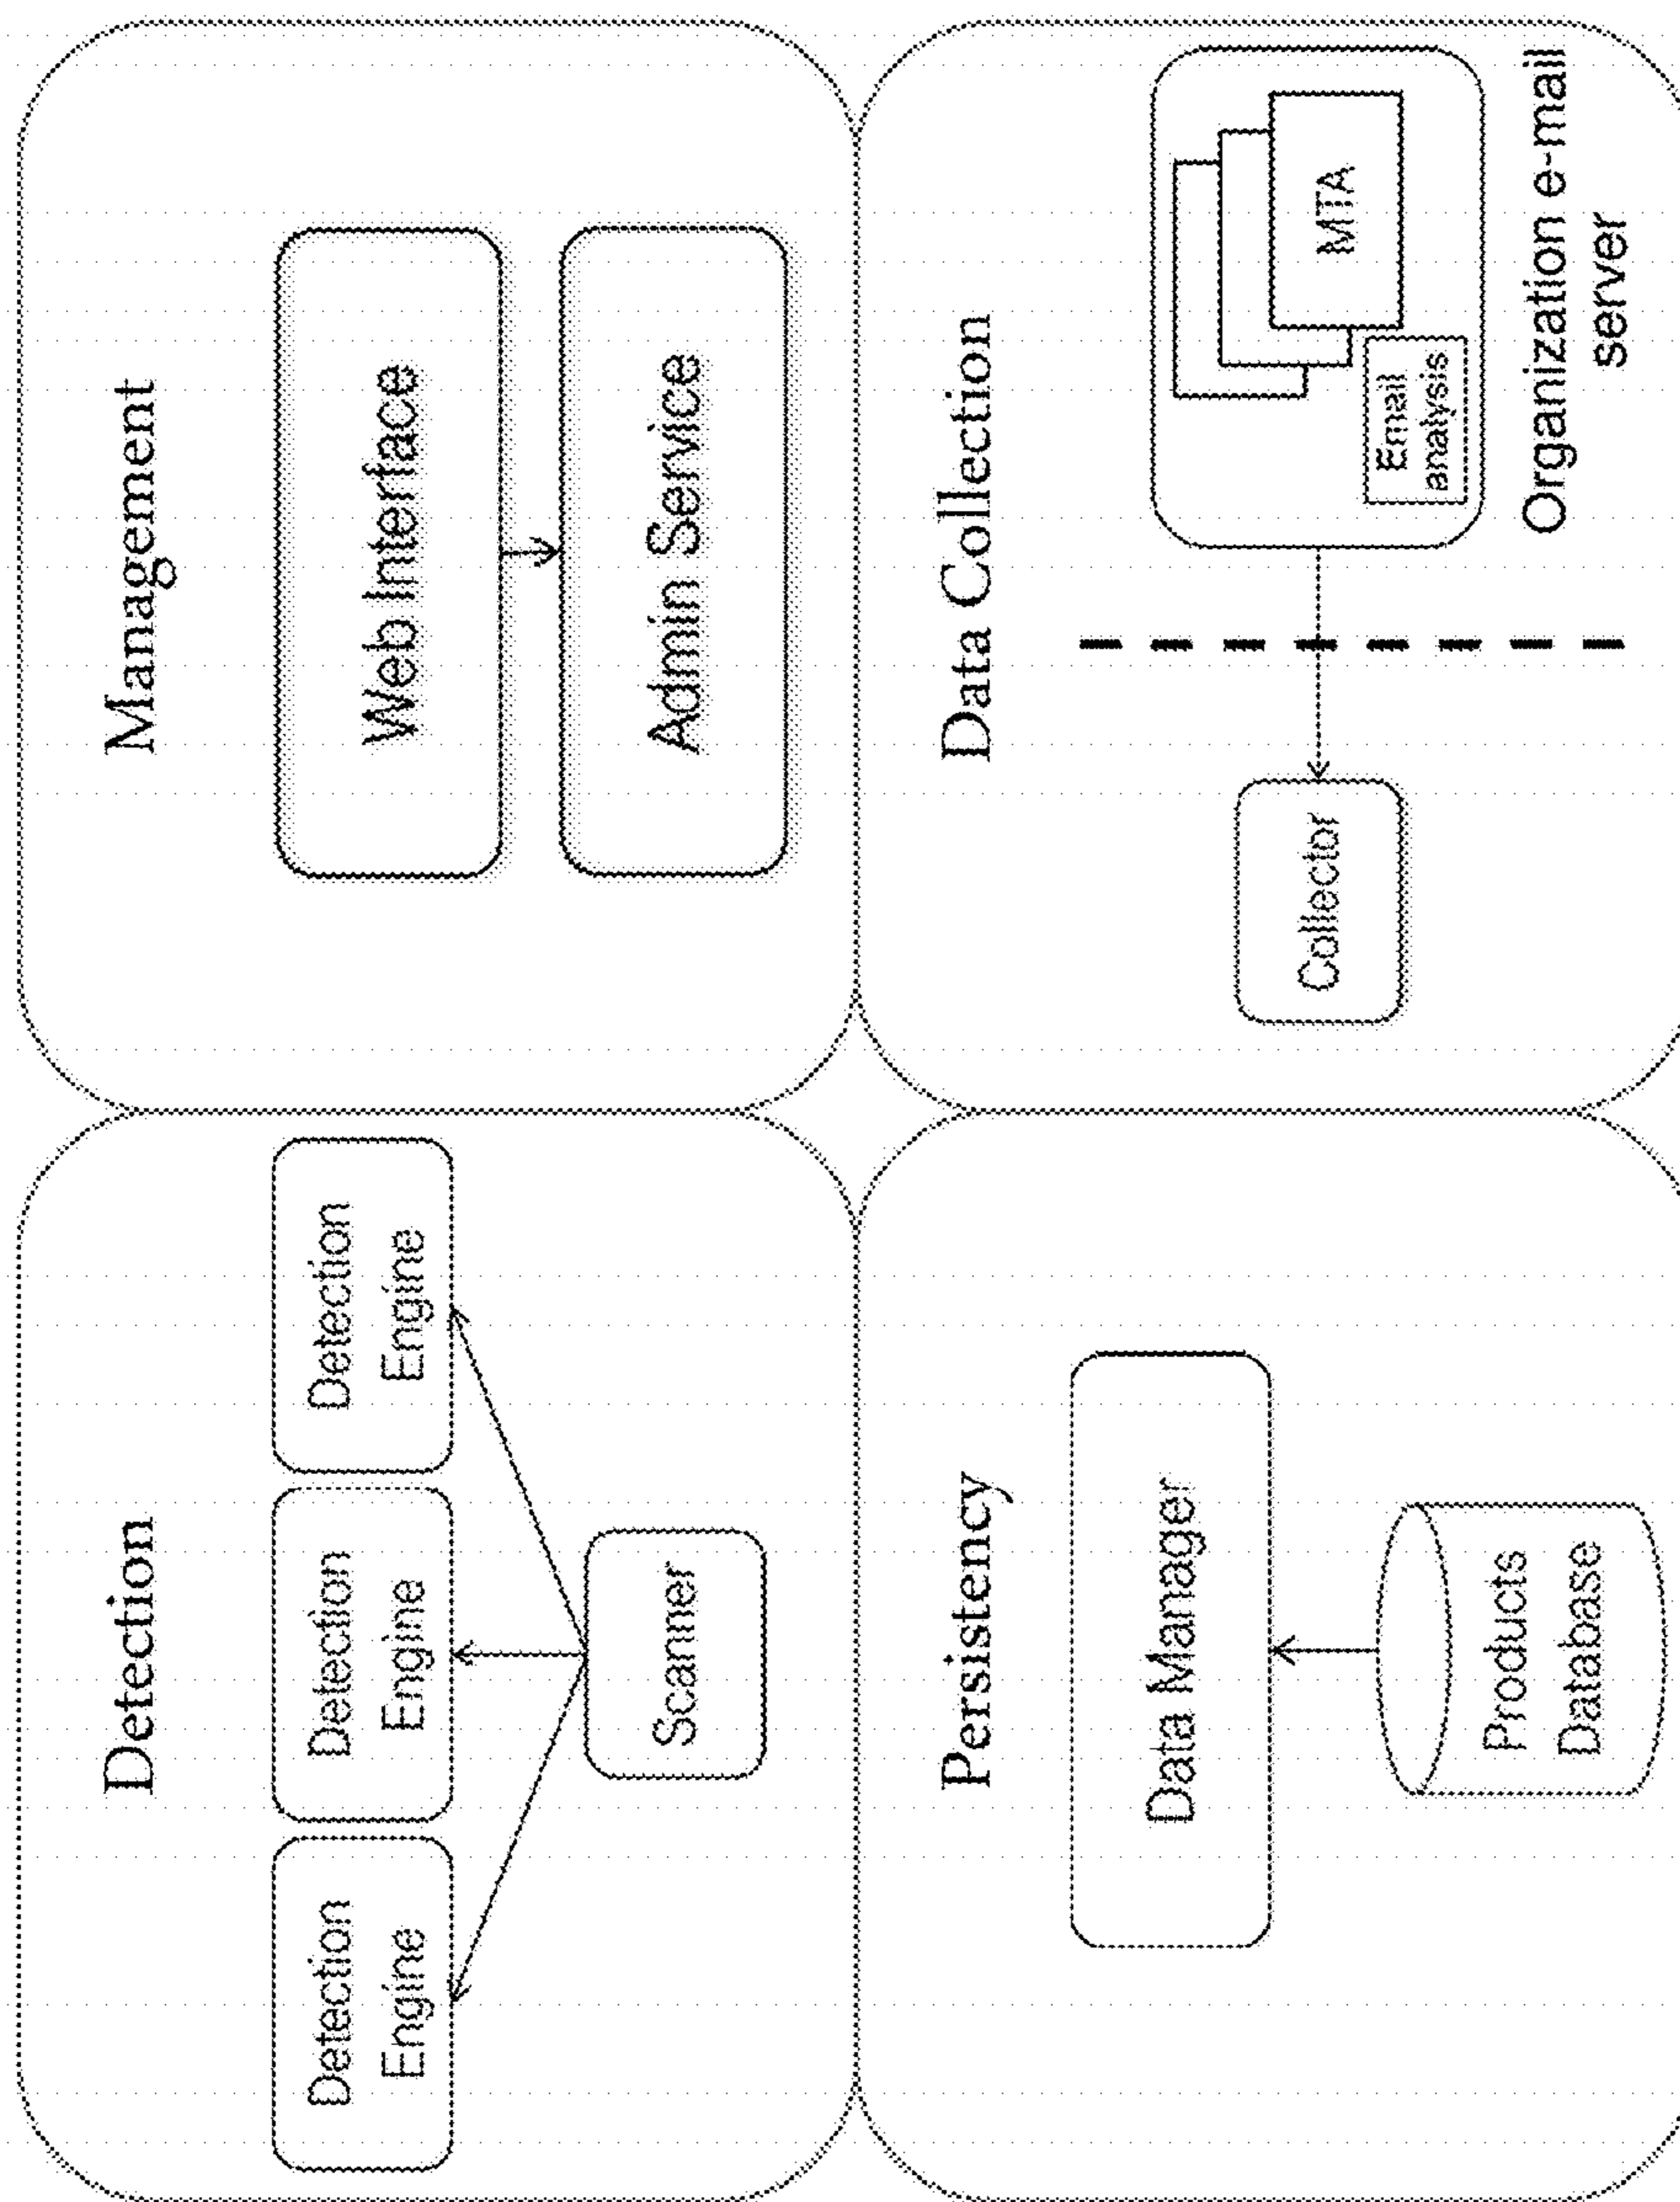 Detection
Detection
Engine
Detection
Engine
Detection
Engine
Scanner
Management
Web Interface
Admin Service
Persistency
Data Manager
Products
Database
Data Collection
Collector
MTA
Email
analysis
Organization e-mail
server